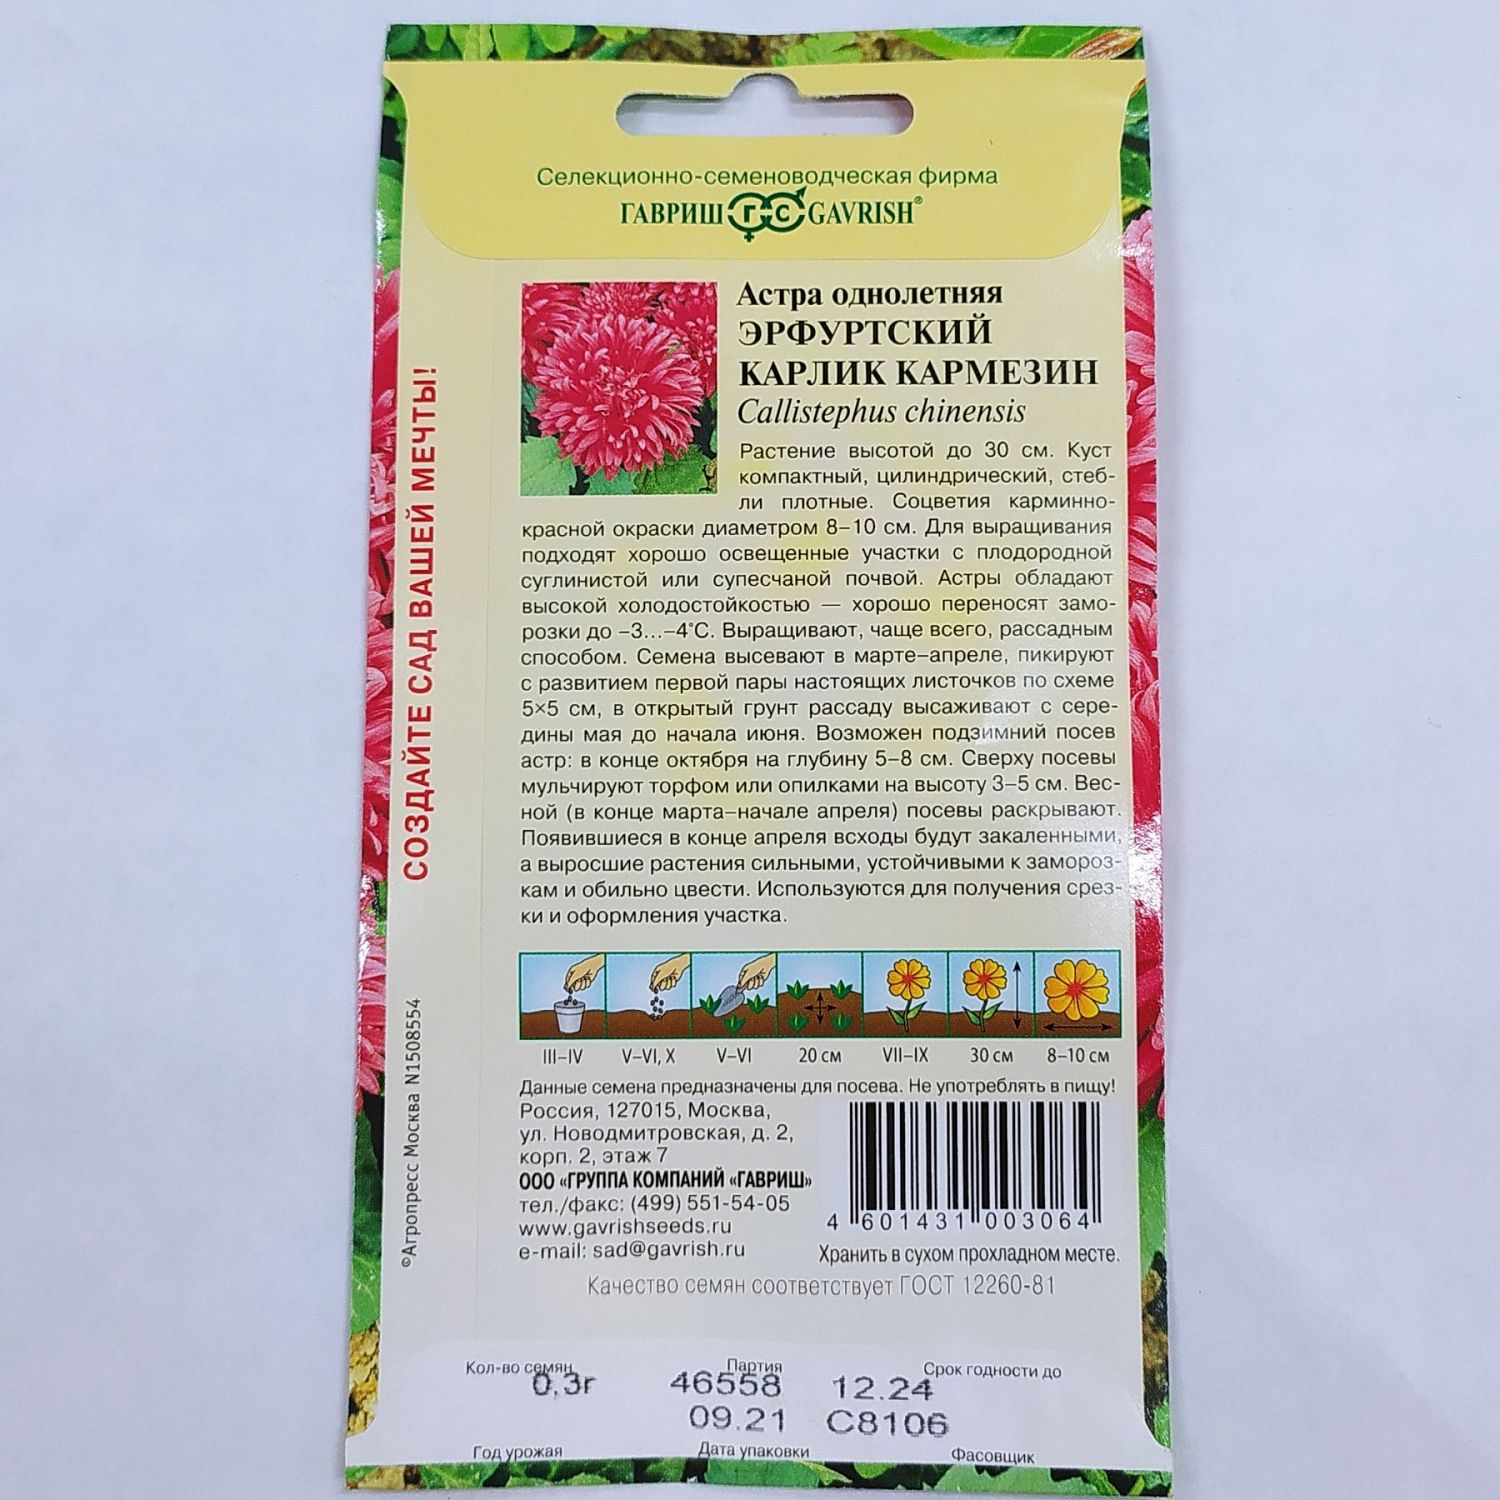 Селекционно-семеноводческая фирма
ГАВРИШ ГС GAVRISH®
Астра однолетняя
ЭРФУРТСКИЙ
КАРЛИК КАРМЕЗИН
Callistephus chinensis
Растение высотой до 30 см. Куст
компактный, цилиндрический, стеб-
ли плотные. Соцветия карминно-
красной окраски диаметром 8–10 см. Для выращивания
подходят хорошо освещенные участки с плодородной
суглинистой или супесчаной почвой. Астры обладают
высокой холодостойкостью — хорошо переносят замо-
розки до –3...–4°С. Выращивают, чаще всего, рассадным
способом. Семена высевают в марте–апреле, пикируют
с развитием первой пары настоящих листочков по схеме
5×5 см, в открытый грунт рассаду высаживают с сере-
дины мая до начала июня. Возможен подзимний посев
астр: в конце октября на глубину 5–8 см. Сверху посевы
мульчируют торфом или опилками на высоту 3–5 см. Вес-
ной (в конце марта–начале апреля) посевы раскрывают.
Появившиеся в конце апреля всходы будут закаленными,
а выросшие растения сильными, устойчивыми к замороз-
кам и обильно цвести. Используются для получения срез-
ки и оформления участка.
III–IV V–VI, X V–VI 20 см VII–IX 30 см 8–10 см
Данные семена предназначены для посева. Не употреблять в пищу!
Россия, 127015, Москва,
ул. Новодмитровская, д. 2,
корп. 2, этаж 7
ООО «ГРУППА КОМПАНИЙ «ГАВРИШ»
тел./факс: (499) 551-54-05
www.gavrishseeds.ru
e-mail: sad@gavrish.ru
4 601431 003064
Хранить в сухом прохладном месте.
Качество семян соответствует ГОСТ 12260-81
Кол-во семян Партия Срок годности до
0,3г 46558 12.24
09.21 С8106
Год урожая Дата упаковки Фасовщик
СОЗДАЙТЕ САД ВАШЕЙ МЕЧТЫ!
©Агропресс Москва N1508554